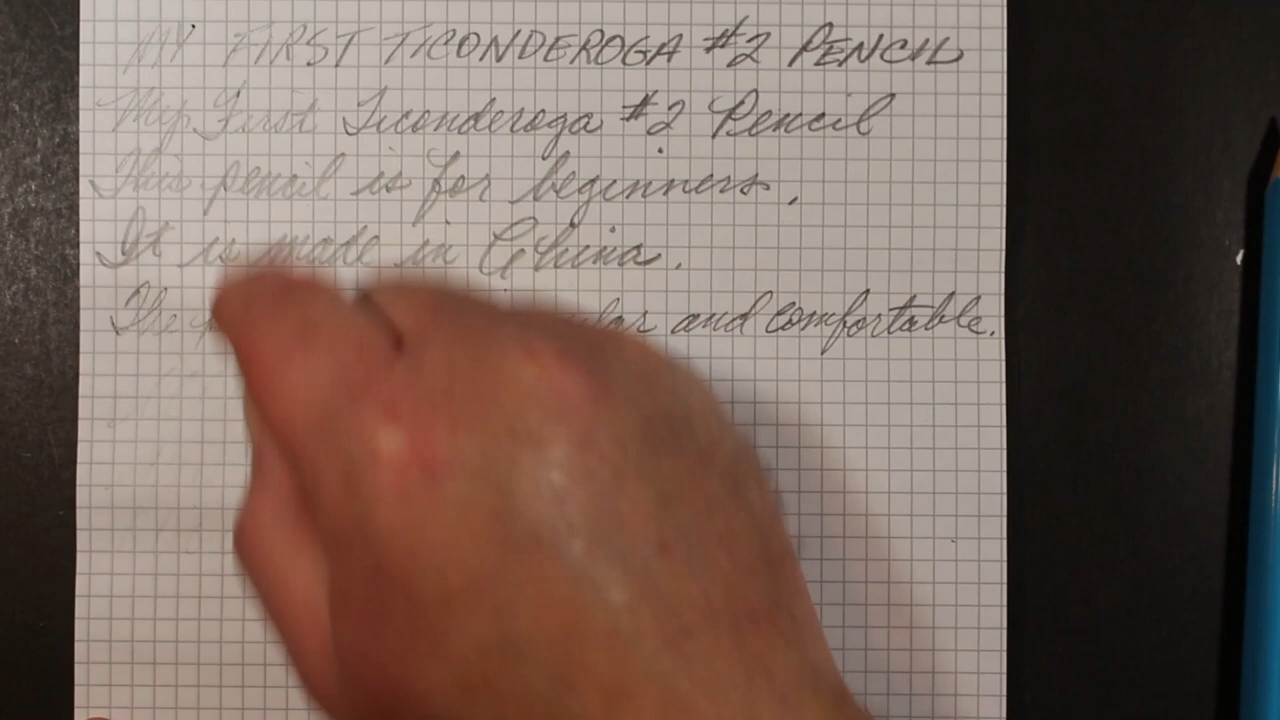 MY FIRST TICONDEROGA #2 PENCIL
My First Ticonderoga #2 Pencil
This pencil is for beginners.
It is made in China.
The and comfortable.